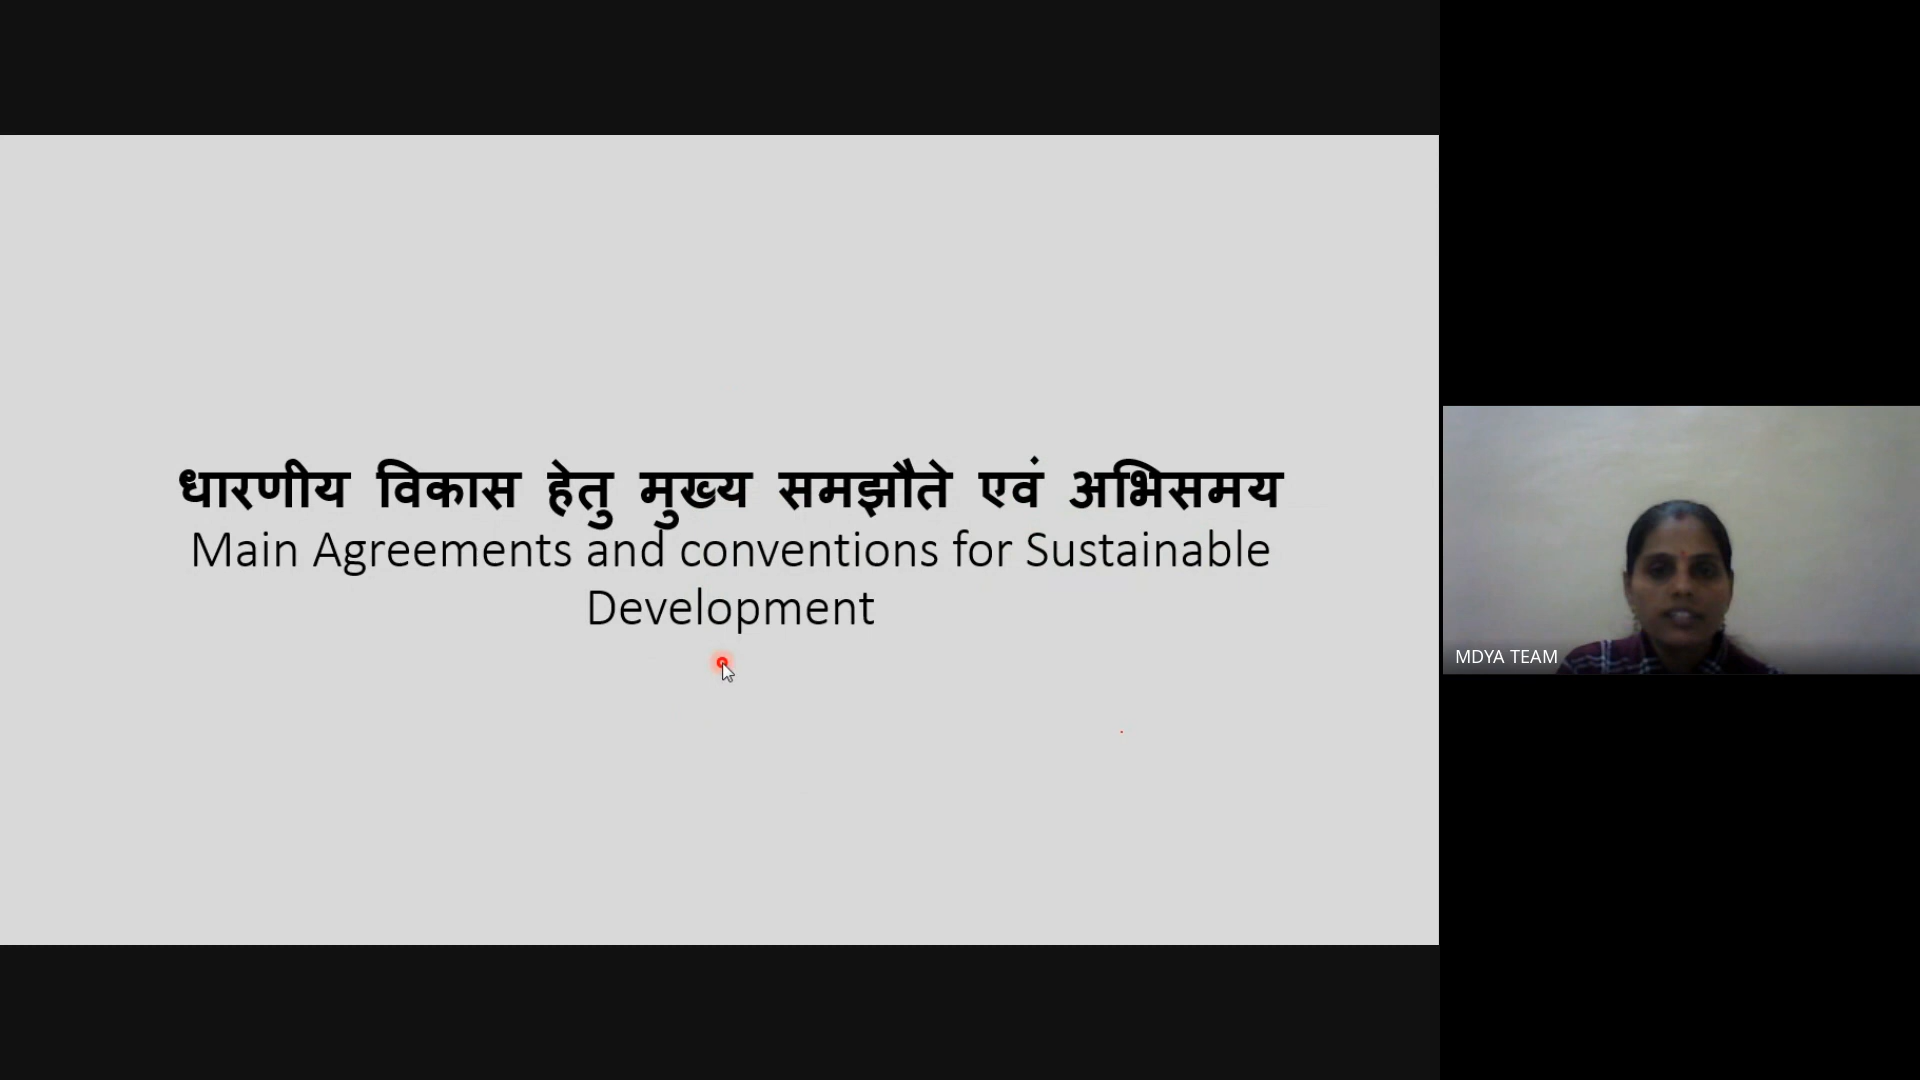 धारणीय विकास हेतु मुख्य समझौते एवं अभिसमय
Main Agreements and conventions for Sustainable
Development
MDYA TEAM